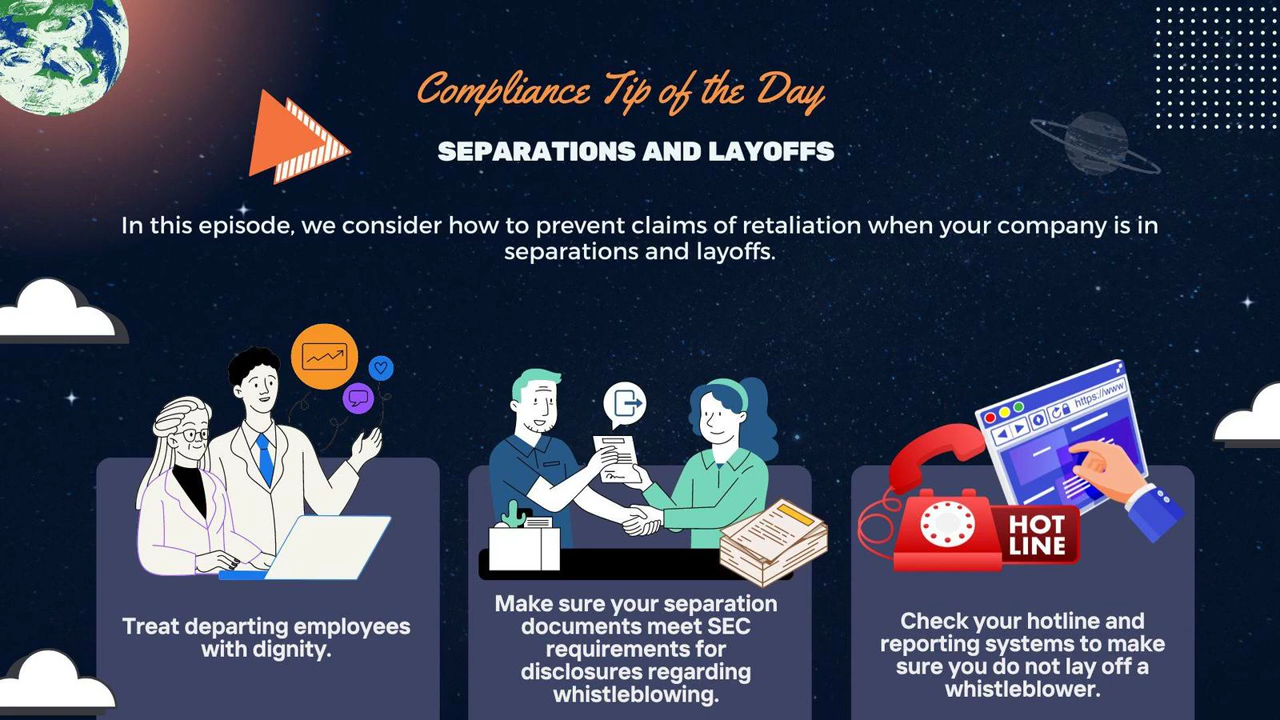 Compliance Tip of the Day
SEPARATIONS AND LAYOFFS
In this episode, we consider how to prevent claims of retaliation when your company is in
separations and layoffs.
Treat departing employees
with dignity.
Make sure your separation
documents meet SEC
requirements for
disclosures regarding
whistleblowing.
https://www
HOT
LINE
Check your hotline and
reporting systems to make
sure you do not lay off a
whistleblower.